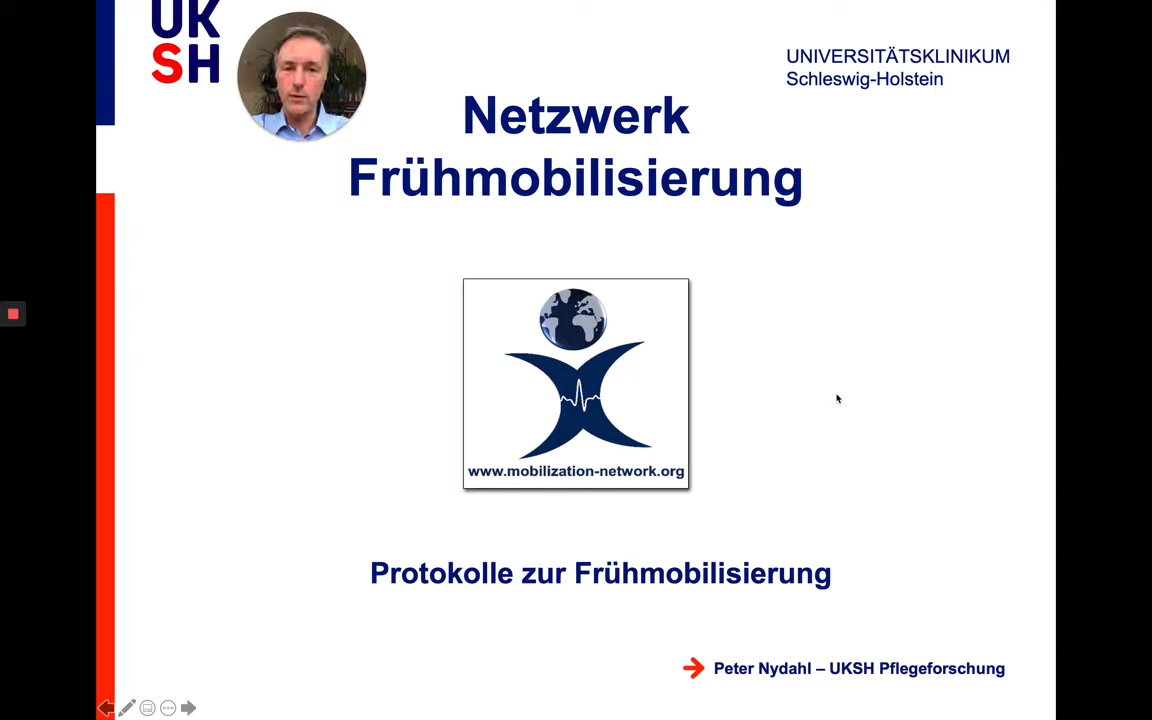 UK
SH
UNIVERSITÄTSKLINIKUM
Schleswig-Holstein
Netzwerk
Frühmobilisierung
www.mobilization-network.org
Protokolle zur Frühmobilisierung
Peter Nydahl – UKSH Pflegeforschung